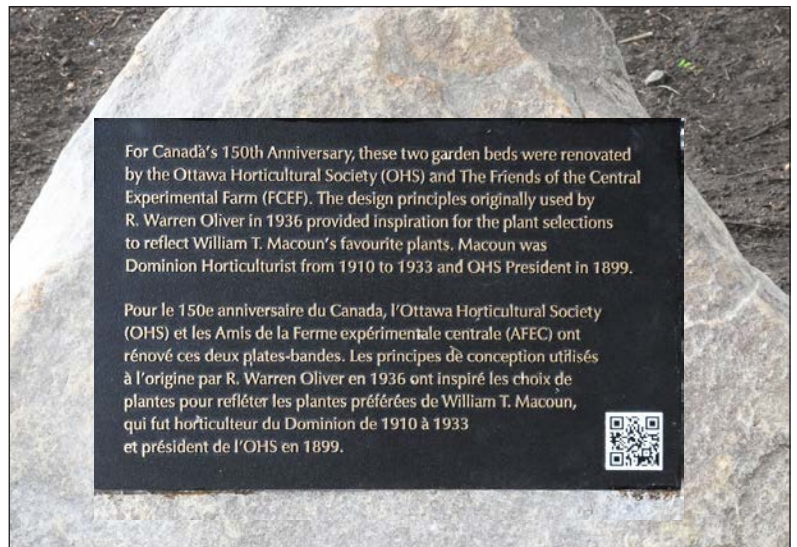 For Canada's 150th Anniversary, these two garden beds were renovated
by the Ottawa Horticultural Society (OHS) and The Friends of the Central
Experimental Farm (FCEF). The design principles originally used by
R. Warren Oliver in 1936 provided inspiration for the plant selections
to reflect William T. Macoun's favourite plants. Macoun was
Dominion Horticulturist from 1910 to 1933 and OHS President in 1899.
Pour le 150e anniversaire du Canada, l'Ottawa Horticultural Society
(OHS) et les Amis de la Ferme expérimentale centrale (AFEC) ont
rénové ces deux plates-bandes. Les principes de conception utilisés
à l'origine par R. Warren Oliver en 1936 ont inspiré les choix de
plantes pour refléter les plantes préférées de William T. Macoun,
qui fut horticulteur du Dominion de 1910 à 1933
et président de l'OHS en 1899.